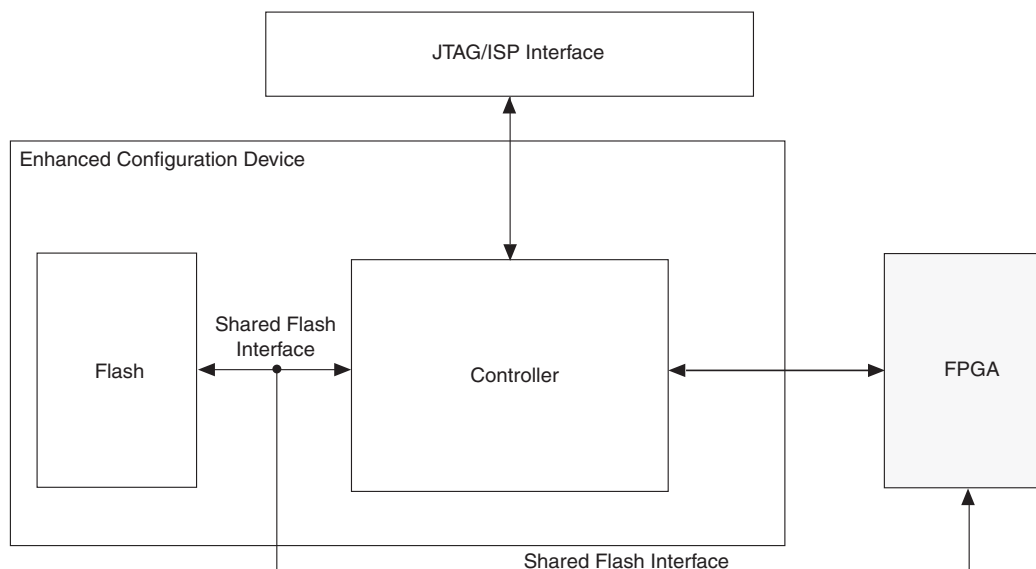 JTAG/ISP Interface
Enhanced Configuration Device
Shared Flash
Interface
Flash
Controller
FPGA
Shared Flash Interface